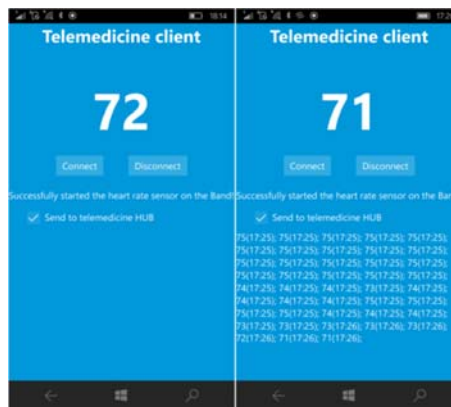 18:14
Telemedicine client
72
Connect Disconnect
Successfully started the heart rate sensor on the Band!
Send to telemedicine HUB
Telemedicine client
71
Connect Disconnect
Successfully started the heart rate sensor on the Ban
Send to telemedicine HUB
75(17:25); 75(17:25); 75(17:25); 75(17:25); 75(17:25);
75(17:25); 75(17:25); 75(17:25); 75(17:25); 75(17:25);
75(17:25); 75(17:25); 75(17:25); 75(17:25); 75(17:25);
75(17:25); 75(17:25); 75(17:25); 75(17:25); 75(17:25);
74(17:25); 74(17:25); 74(17:25); 73(17:25); 74(17:25);
74(17:25); 74(17:25); 74(17:25); 75(17:25); 75(17:25);
75(17:25); 75(17:25); 74(17:25); 74(17:25); 74(17:25);
73(17:25); 73(17:25); 73(17:26); 73(17:26); 73(17:26);
72(17:26); 71(17:26); 71(17:26);